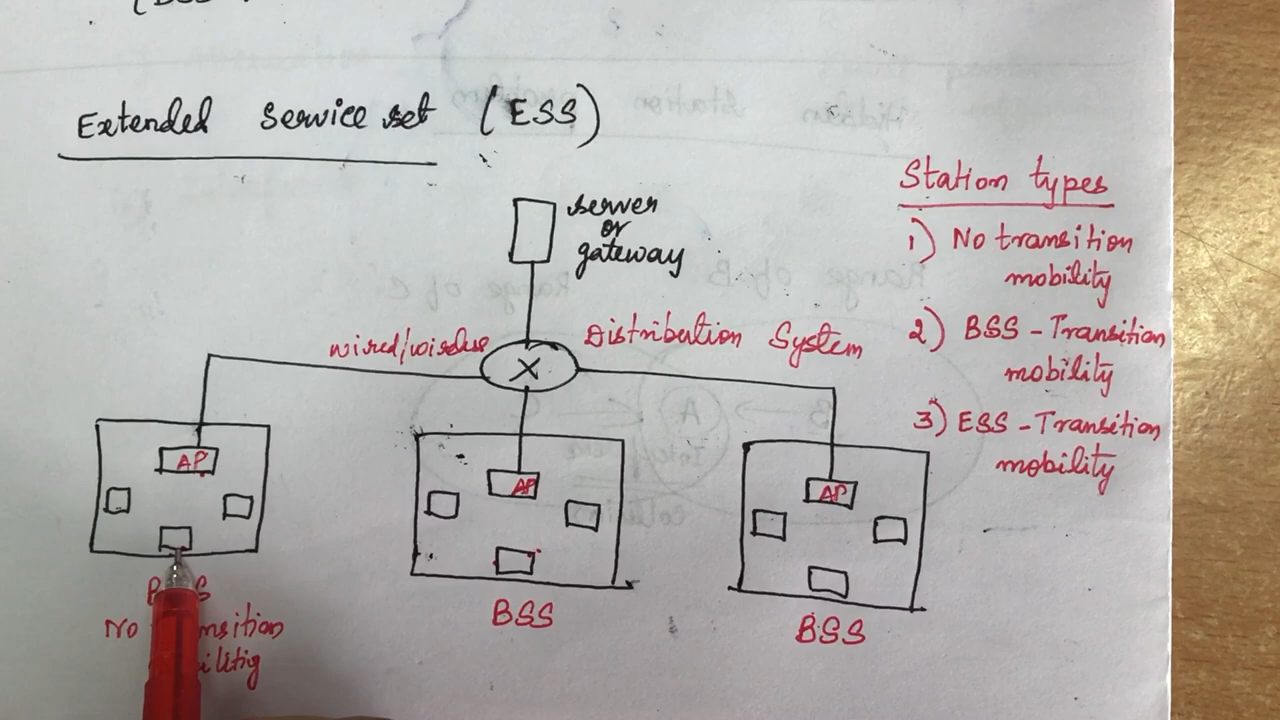 Extended Service set (ESS)
server
or
gateway
wired/wireless
Distribution System
X
AP
AP
AP
BSS
BSS
No
Station types
1) No transition
mobility
2) BSS - Transition
mobility
3) ESS - Transition
mobility